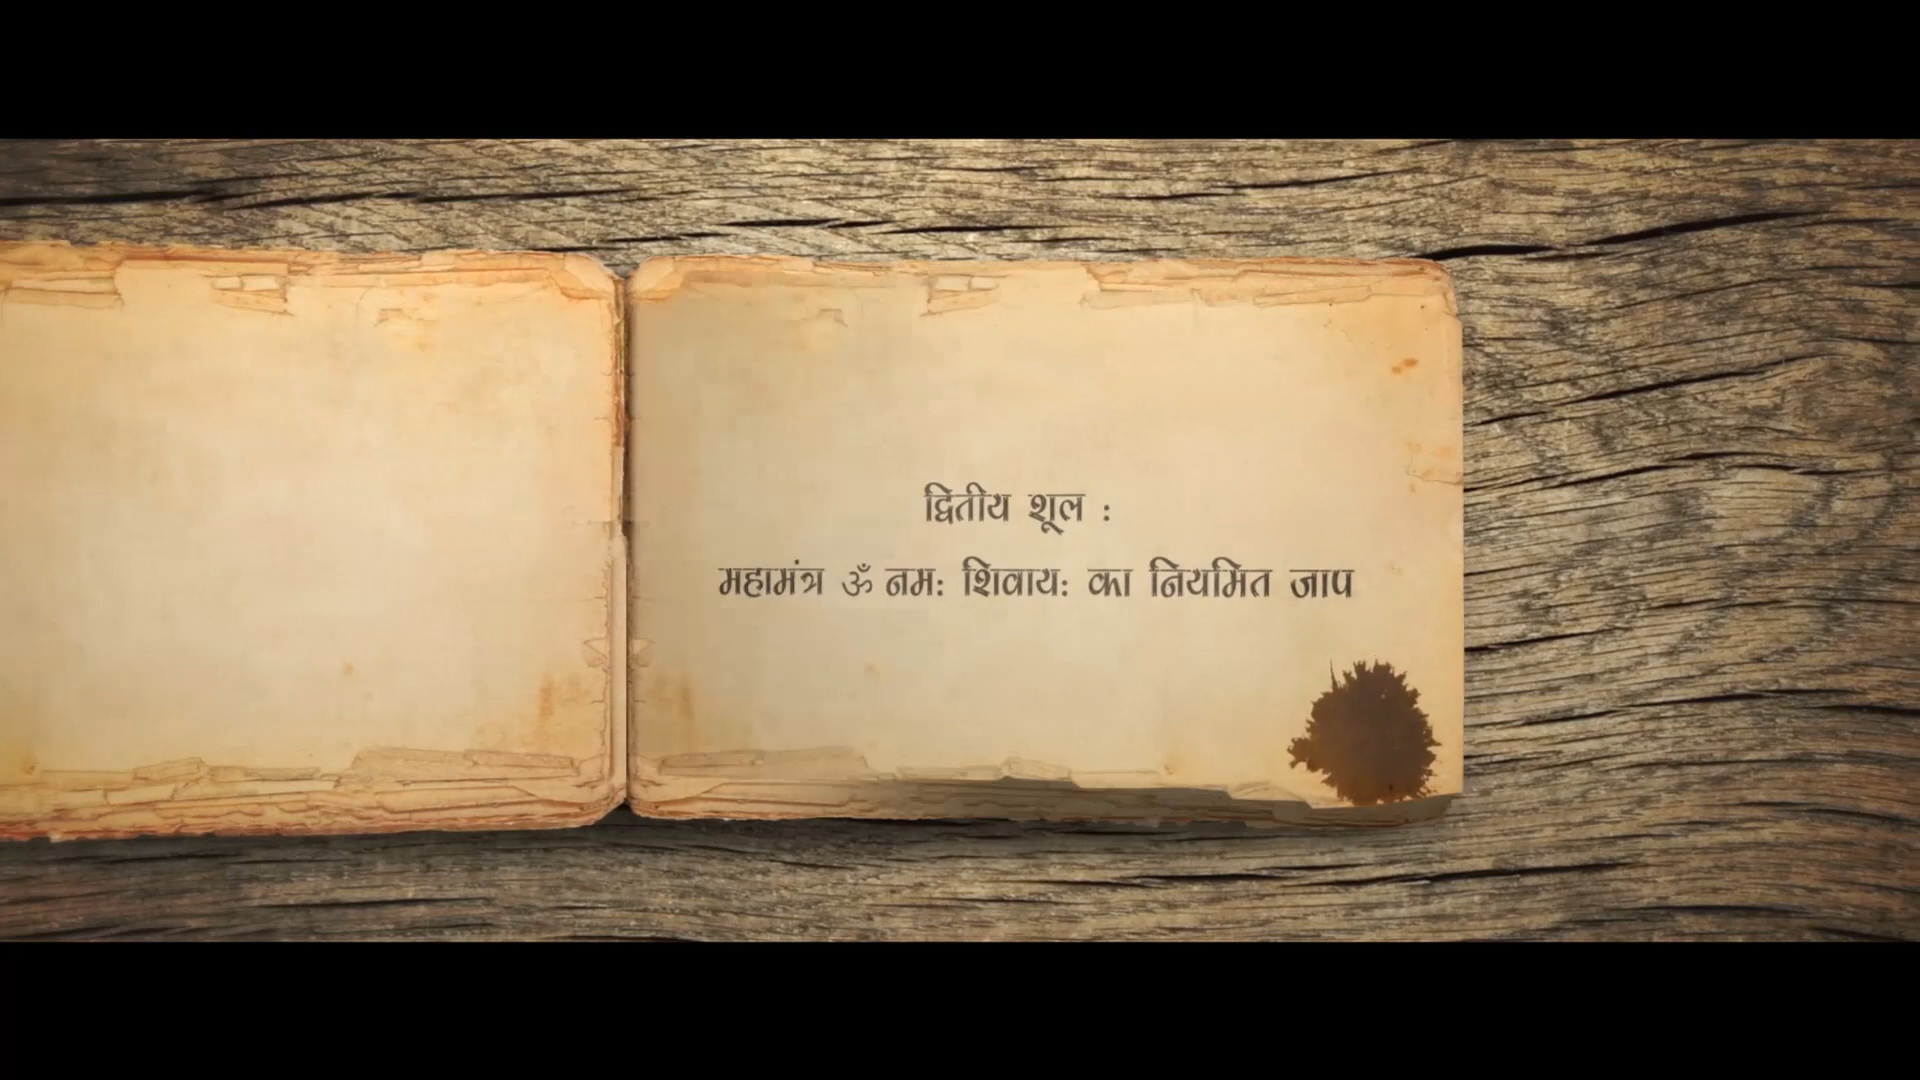 द्वितीय शूल :
महामंत्र ॐ नम: शिवाय: का नियमित जाप